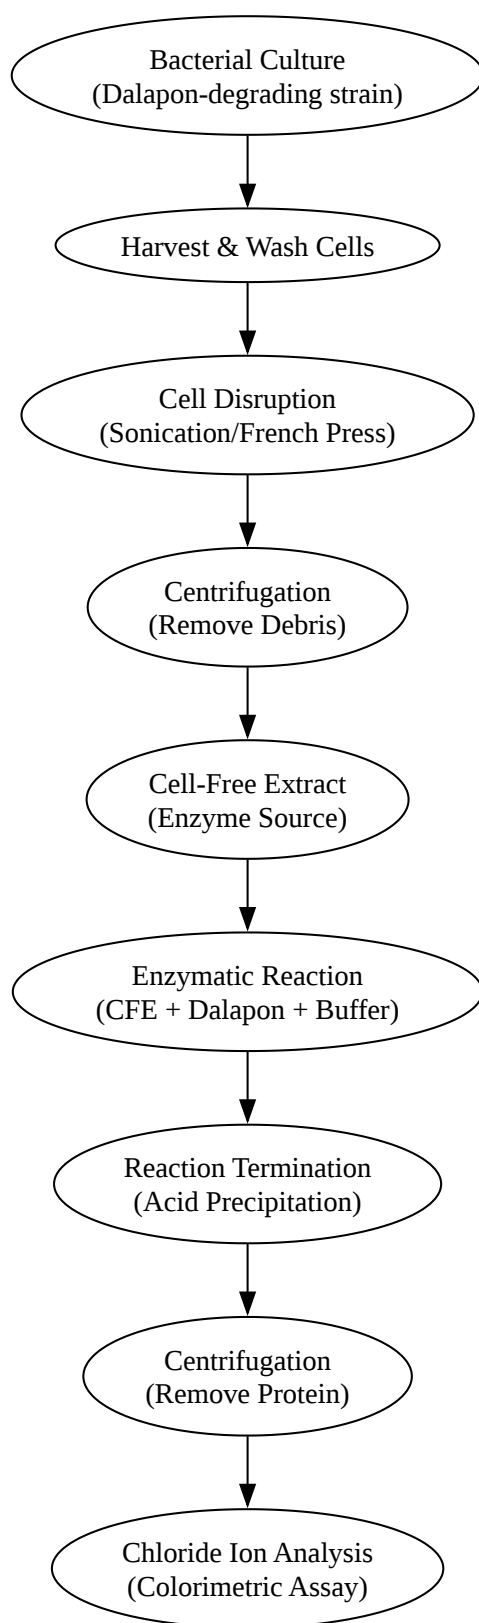 Bacterial Culture
(Dalapon-degrading strain)
Harvest & Wash Cells
Cell Disruption
(Sonication/French Press)
Centrifugation
(Remove Debris)
Cell-Free Extract
(Enzyme Source)
Enzymatic Reaction
(CFE + Dalapon + Buffer)
Reaction Termination
(Acid Precipitation)
Centrifugation
(Remove Protein)
Chloride Ion Analysis
(Colorimetric Assay)